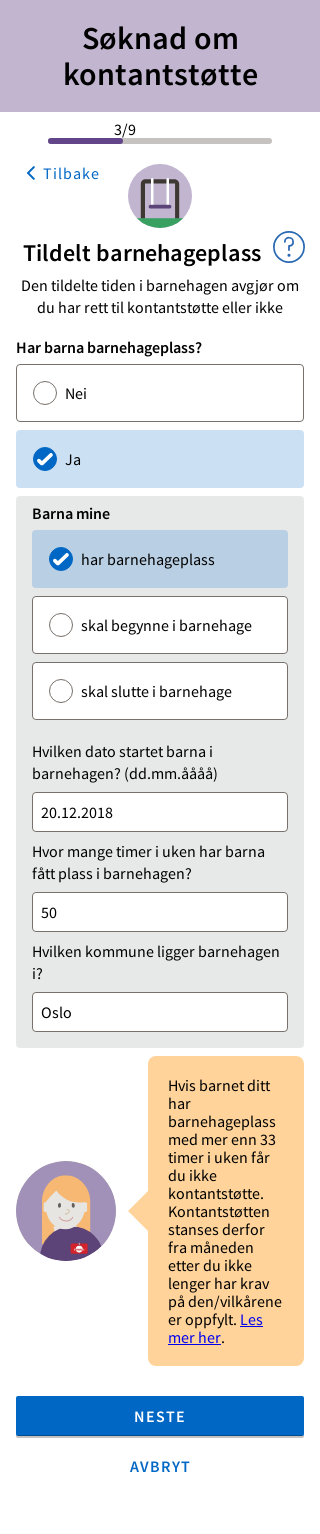 Søknad om
kontantstøtte
3/9
Tilbake
Tildelt barnehageplass
?
Den tildelte tiden i barnehagen avgjør om
du har rett til kontantstøtte eller ikke
Har barna barnehageplass?
Nei
Ja
Barna mine
har barnehageplass
skal begynne i barnehage
skal slutte i barnehage
Hvilken dato startet barna i
barnehagen? (dd.mm.åååå)
20.12.2018
Hvor mange timer i uken har barna
fått plass i barnehagen?
50
Hvilken kommune ligger barnehagen
i?
Oslo
Hvis barnet ditt
har
barnehageplass
med mer enn 33
timer i uken får
du ikke
kontantstøtte.
Kontantstøtten
stanses derfor
fra måneden
etter du ikke
lenger har krav
på den/vilkårene
er oppfylt. Les
mer her.
NESTE
AVBRYT